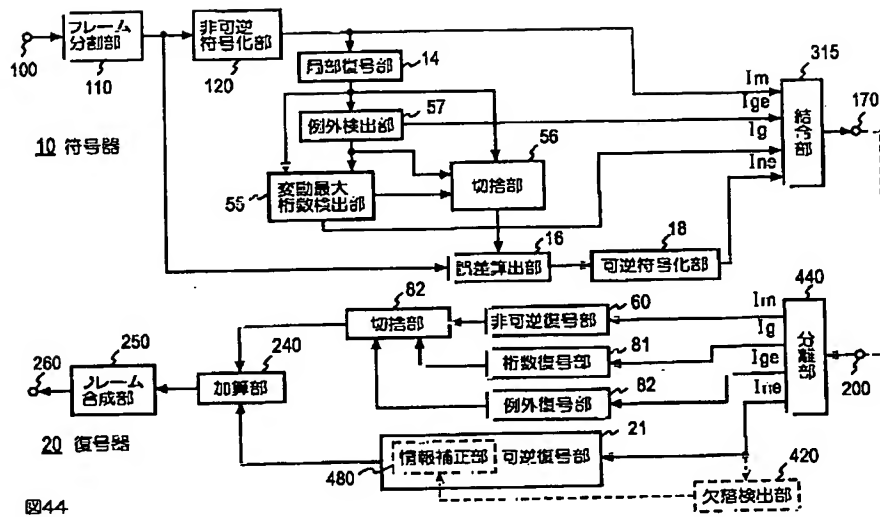 100
フレーム
分割部
110
非可逆
符号化部
120
局部復号部
14
例外検出部
57
変動最大
桁数検出部
55
切捨部
56
誤差算出部
16
可逆符号化部
18
Im
Ige
Ig
Ine
結合部
315
170
10 符号器
切捨部
82
非可逆復号部
60
桁数復号部
81
例外復号部
82
Im
Ig
Ige
Ine
分離部
440
200
260
フレーム
合成部
250
加算部
240
20 復号器
情報補正部
480
可逆復号部
21
欠落検出部
420
図44